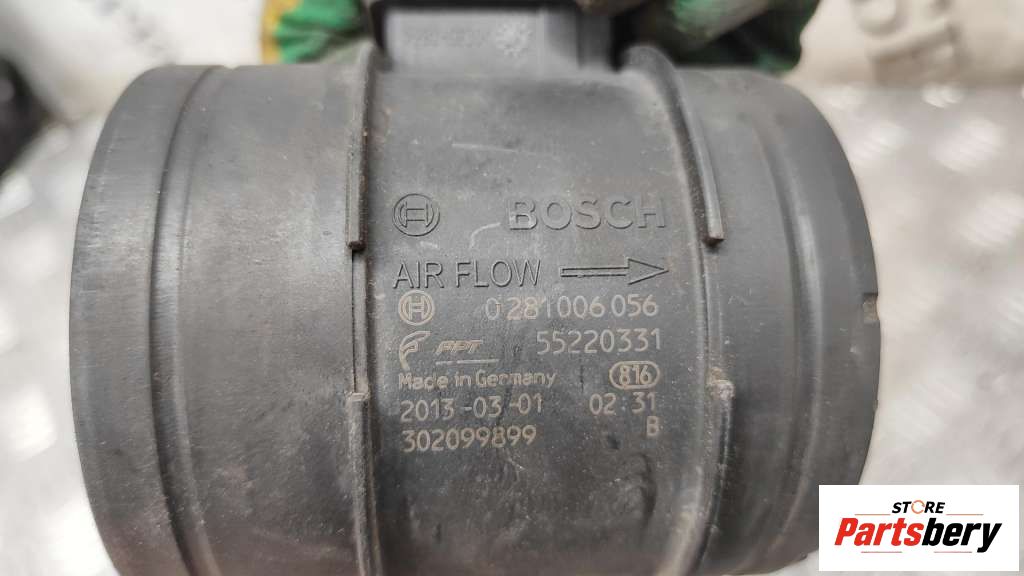 BOSCH
AIR FLOW
0 281 006 056
FPT 55220331
Made in Germany 816
2013-03-01 02 31
302099899 B
STORE
Partsbery